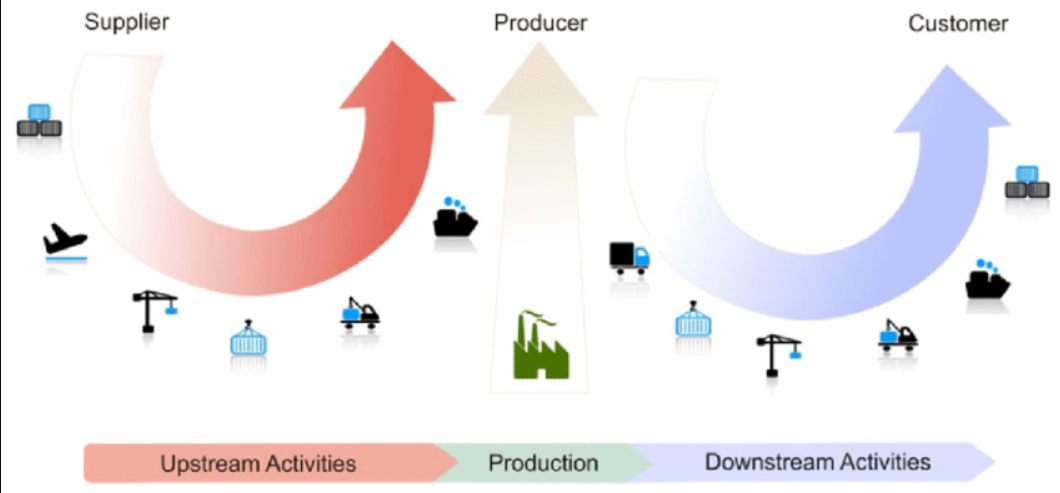 Supplier
Producer
Customer
Upstream Activities
Production
Downstream Activities